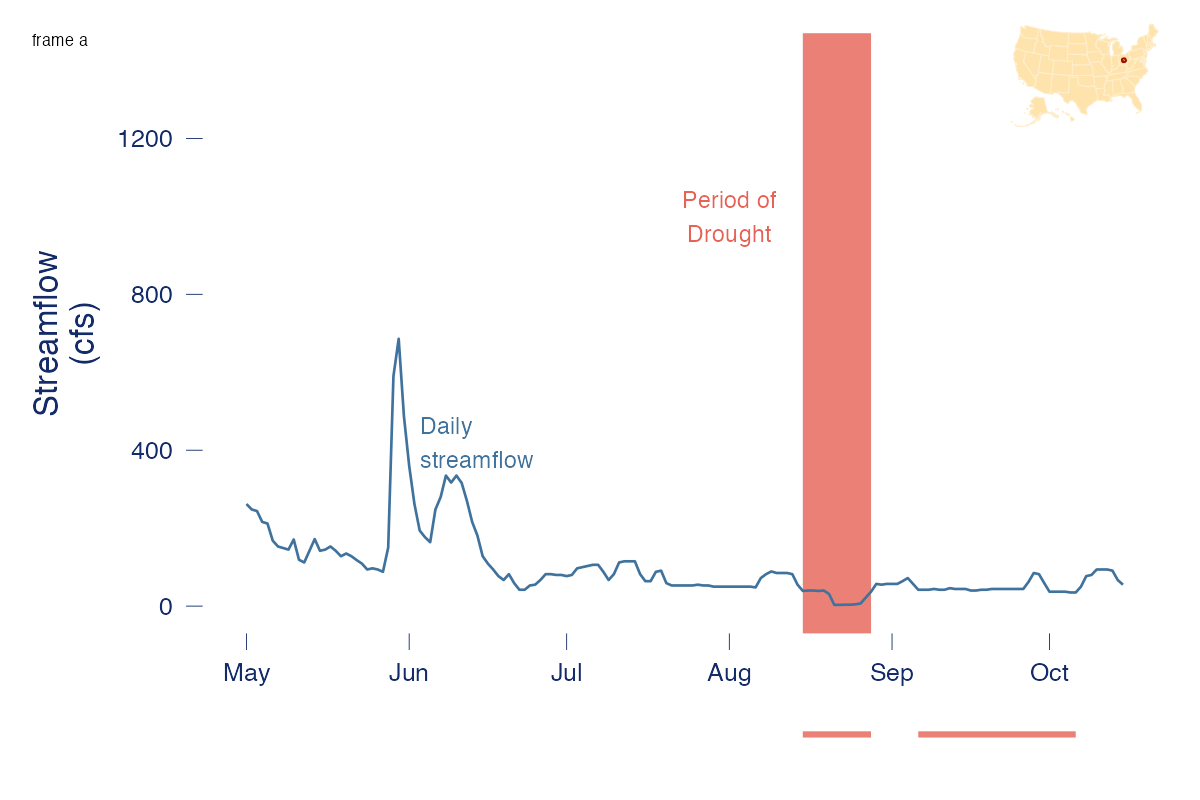 frame a
1200
800
400
0
Streamflow
(cfs)
Period of
Drought
Daily
streamflow
May
Jun
Jul
Aug
Sep
Oct